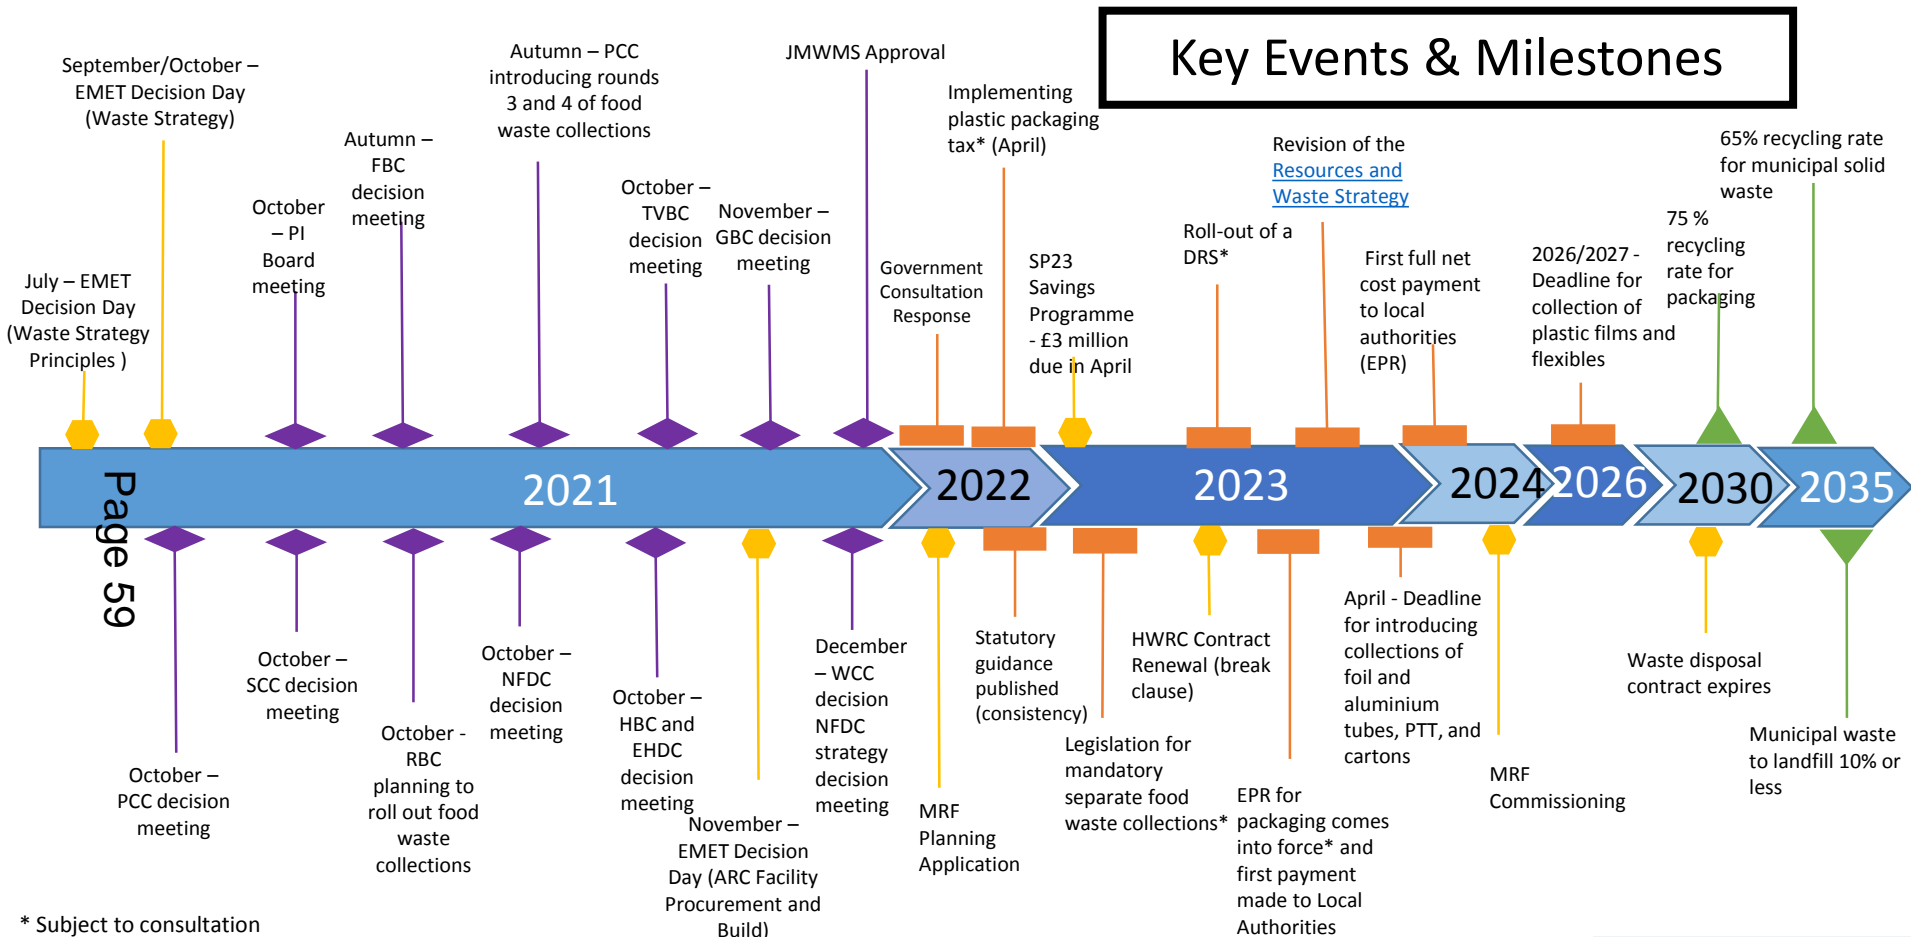 Key Events & Milestones
September/October –
EMET Decision Day
(Waste Strategy)
July – EMET
Decision Day
(Waste Strategy
Principles )
October
– PI
Board
meeting
Autumn –
FBC
decision
meeting
Autumn – PCC
introducing rounds
3 and 4 of food
waste collections
October –
TVBC
decision
meeting
November –
GBC decision
meeting
JMWMS Approval
Government
Consultation
Response
Implementing
plastic packaging
tax* (April)
SP23
Savings
Programme
- £3 million
due in April
Roll-out of a
DRS*
Revision of the
Resources and
Waste Strategy
First full net
cost payment
to local
authorities
(EPR)
2026/2027 -
Deadline for
collection of
plastic films and
flexibles
75 %
recycling
rate for
packaging
65% recycling rate
for municipal solid
waste
2021
2022
2023
2024
2026
2030
2035
Page 59
October –
PCC decision
meeting
October –
SCC decision
meeting
October -
RBC
planning to
roll out food
waste
collections
October –
NFDC
decision
meeting
October –
HBC and
EHDC
decision
meeting
November –
EMET Decision
Day (ARC Facility
Procurement and
Build)
December
– WCC
decision
NFDC
strategy
decision
meeting
MRF
Planning
Application
Statutory
guidance
published
(consistency)
Legislation for
mandatory
separate food
waste collections*
HWRC Contract
Renewal (break
clause)
EPR for
packaging comes
into force* and
first payment
made to Local
Authorities
April - Deadline
for introducing
collections of
foil and
aluminium
tubes, PTT, and
cartons
MRF
Commissioning
Waste disposal
contract expires
Municipal waste
to landfill 10% or
less
* Subject to consultation